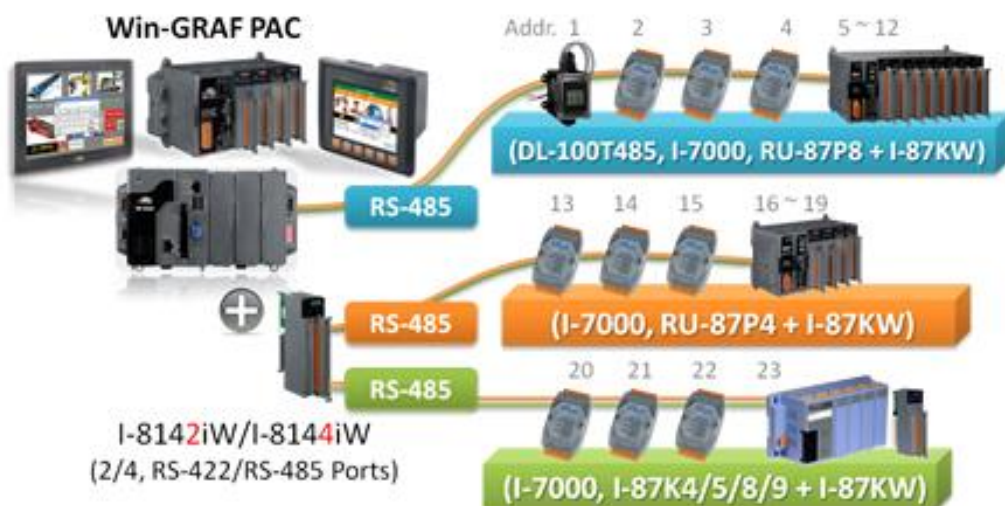 Win-GRAF PAC
Addr. 1 2 3 4 5 ~ 12
(DL-100T485, I-7000, RU-87P8 + I-87KW)
RS-485
13 14 15 16 ~ 19
RS-485
(I-7000, RU-87P4 + I-87KW)
RS-485
20 21 22 23
I-8142iW/I-8144iW
(2/4, RS-422/RS-485 Ports)
(I-7000, I-87K4/5/8/9 + I-87KW)